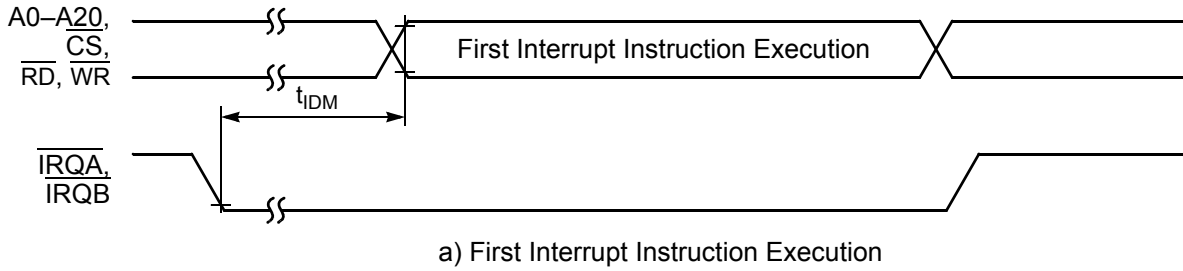 A0–A20,
CS,
RD, WR
First Interrupt Instruction Execution
tIDM
IRQA,
IRQB
a) First Interrupt Instruction Execution